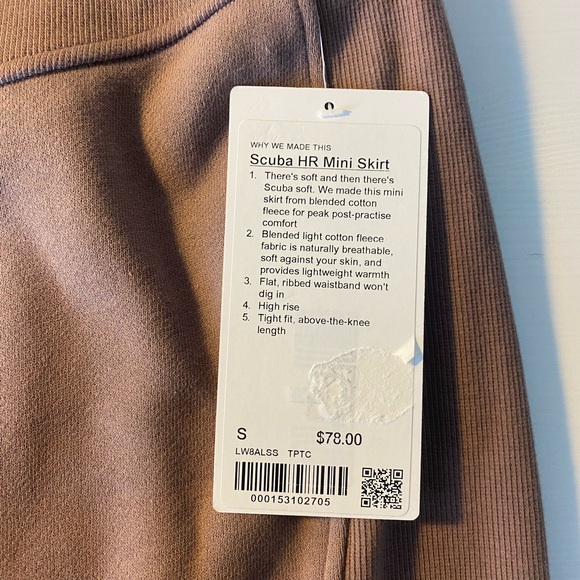 WHY WE MADE THIS
Scuba HR Mini Skirt
1. There's soft and then there's
Scuba soft. We made this mini
skirt from blended cotton
fleece for peak post-practise
comfort
2. Blended light cotton fleece
fabric is naturally breathable,
soft against your skin, and
provides lightweight warmth
3. Flat, ribbed waistband won't
dig in
4. High rise
5. Tight fit, above-the-knee
length
S $78.00
LW8ALSS TPTC
000153102705